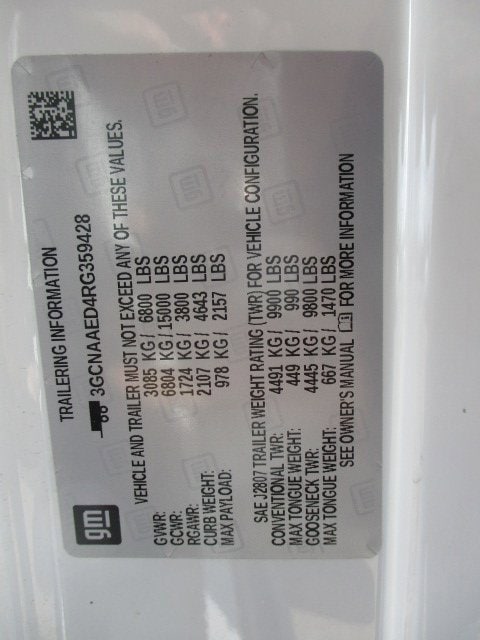 gm
TRAILERING INFORMATION
3GCNAAED4RG359428
VEHICLE AND TRAILER MUST NOT EXCEED ANY OF THESE VALUES.
GVWR: 3085 KG / 6800 LBS
GCWR: 6804 KG / 15000 LBS
RGAWR: 1724 KG / 3800 LBS
CURB WEIGHT: 2107 KG / 4643 LBS
MAX PAYLOAD: 978 KG / 2157 LBS
SAE J2807 TRAILER WEIGHT RATING (TWR) FOR VEHICLE CONFIGURATION.
CONVENTIONAL TWR: 4491 KG / 9900 LBS
MAX TONGUE WEIGHT: 449 KG / 990 LBS
GOOSENECK TWR: 4445 KG / 9800 LBS
MAX TONGUE WEIGHT: 667 KG / 1470 LBS
SEE OWNER'S MANUAL FOR MORE INFORMATION